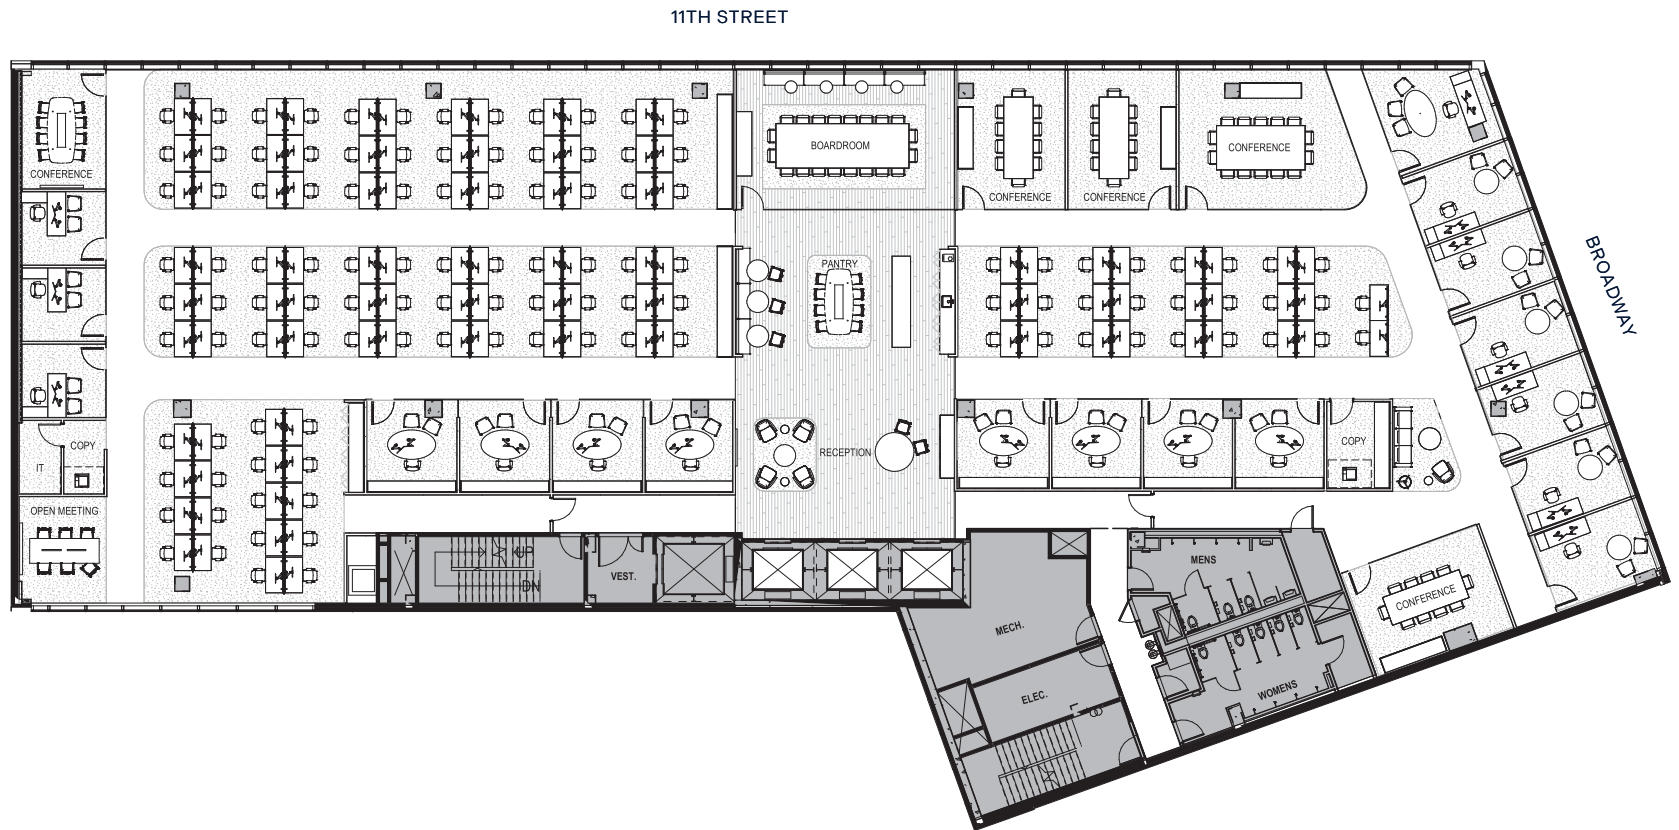 11TH STREET
BROADWAY
CONFERENCE
BOARDROOM
CONFERENCE
CONFERENCE
CONFERENCE
PANTRY
COPY
IT
RECEPTION
COPY
OPEN MEETING
UP
DN
VEST.
MENS
CONFERENCE
MECH.
ELEC.
WOMENS